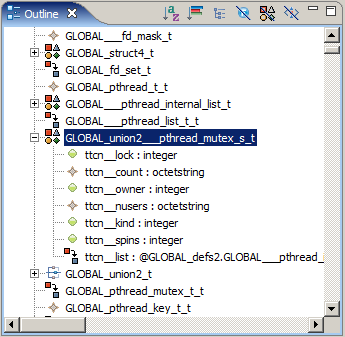 Outline
GLOBAL___fd_mask_t
GLOBAL_struct4_t
GLOBAL_fd_set_t
GLOBAL_pthread_t_t
GLOBAL___pthread_internal_list_t
GLOBAL___pthread_list_t_t
GLOBAL_union2___pthread_mutex_s_t
ttcn__lock : integer
ttcn__count : octetstring
ttcn__owner : integer
ttcn__nusers : octetstring
ttcn__kind : integer
ttcn__spins : integer
ttcn__list : @GLOBAL_defs2.GLOBAL___pthread_
GLOBAL_union2_t
GLOBAL_pthread_mutex_t_t
GLOBAL_pthread_key_t_t